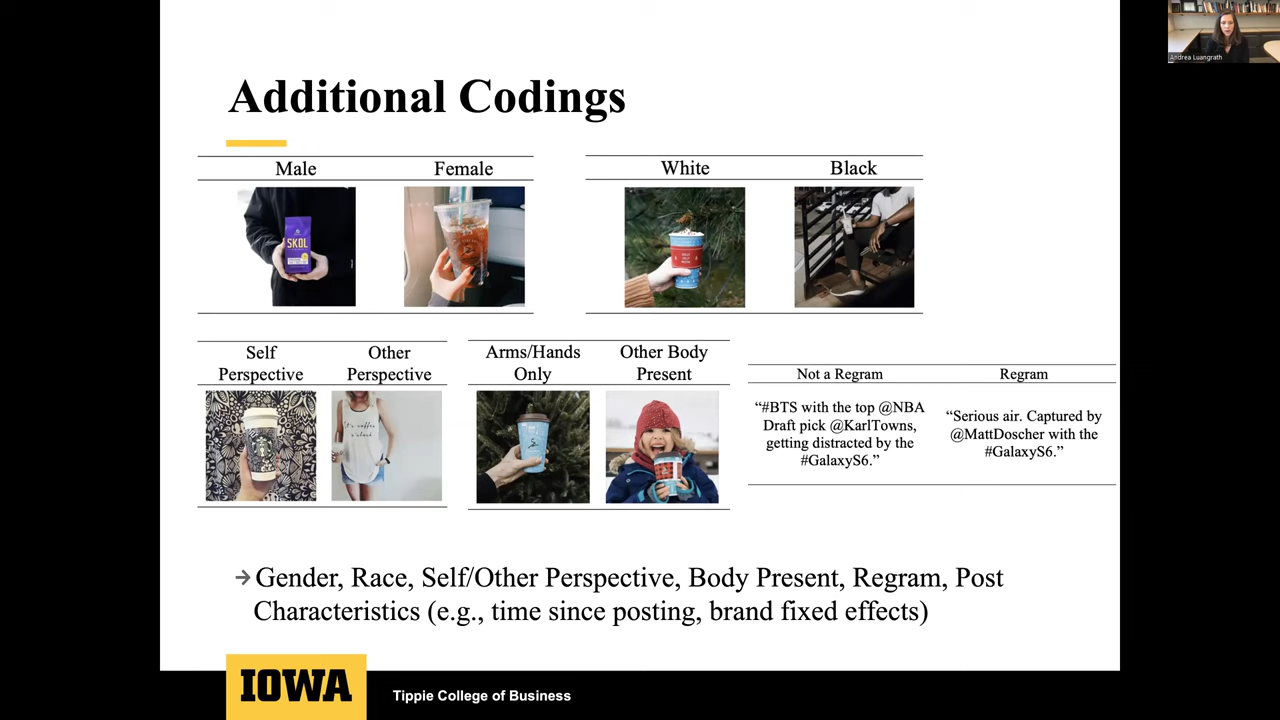 Andrea Luangrath
Additional Codings
Male Female
White Black
SKOL
Self
Perspective
Other
Perspective
It's coffee
o'clock
Arms/Hands
Only
Other Body
Present
Not a Regram Regram
“#BTS with the top @NBA
Draft pick @KarlTowns,
getting distracted by the
#GalaxyS6.”
“Serious air. Captured by
@MattDoscher with the
#GalaxyS6.”
Gender, Race, Self/Other Perspective, Body Present, Regram, Post
Characteristics (e.g., time since posting, brand fixed effects)
IOWA
Tippie College of Business